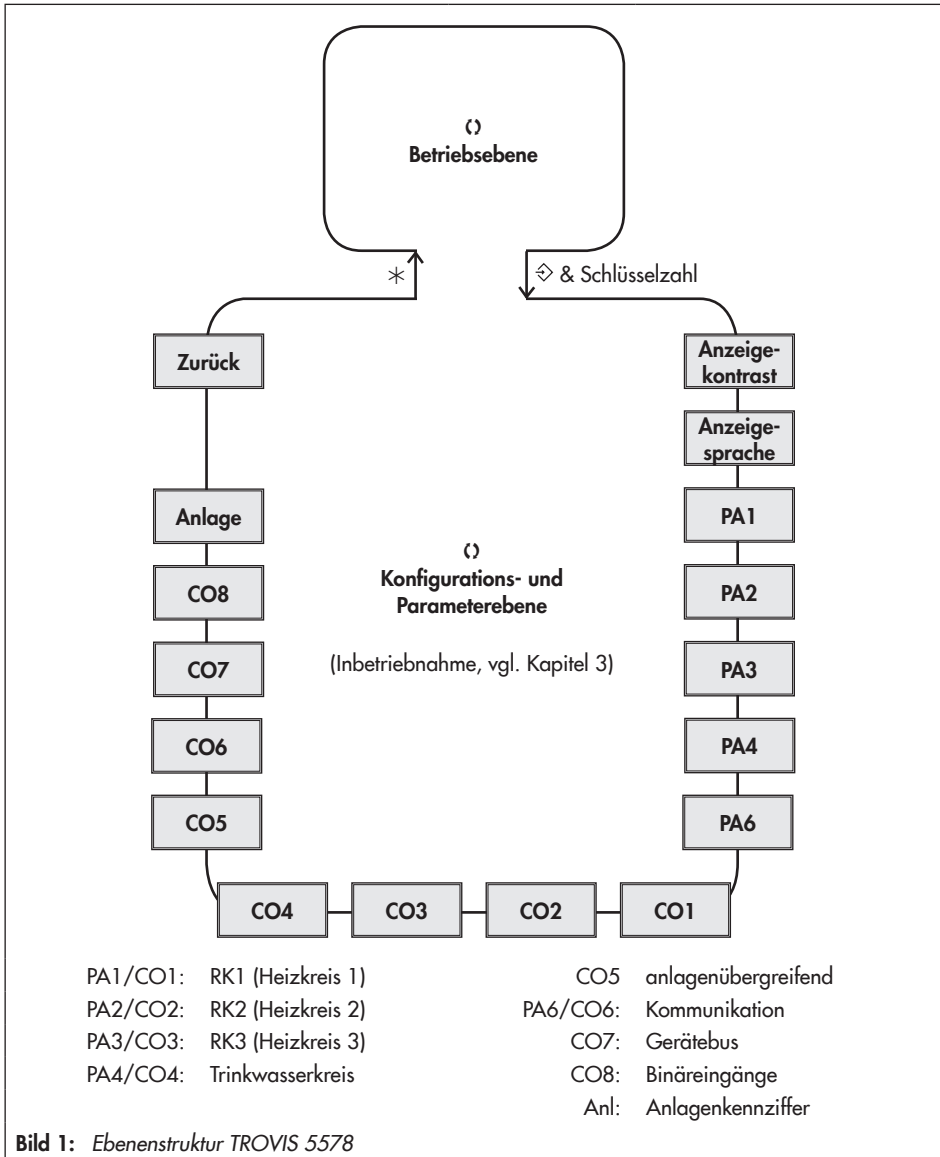 Betriebsebene
& Schlüsselzahl
Zurück
Anzeige-
kontrast
Anzeige-
sprache
Anlage
PA1
CO8
Konfigurations- und
Parameterebene
PA2
CO7
(Inbetriebnahme, vgl. Kapitel 3)
PA3
CO6
PA4
CO5
PA6
CO4
CO3
CO2
CO1
PA1/CO1: RK1 (Heizkreis 1)
PA2/CO2: RK2 (Heizkreis 2)
PA3/CO3: RK3 (Heizkreis 3)
PA4/CO4: Trinkwasserkreis
CO5 anlagenübergreifend
PA6/CO6: Kommunikation
CO7: Gerätebus
CO8: Binäreingänge
Anl: Anlagenkennziffer
Bild 1: Ebenenstruktur TROVIS 5578